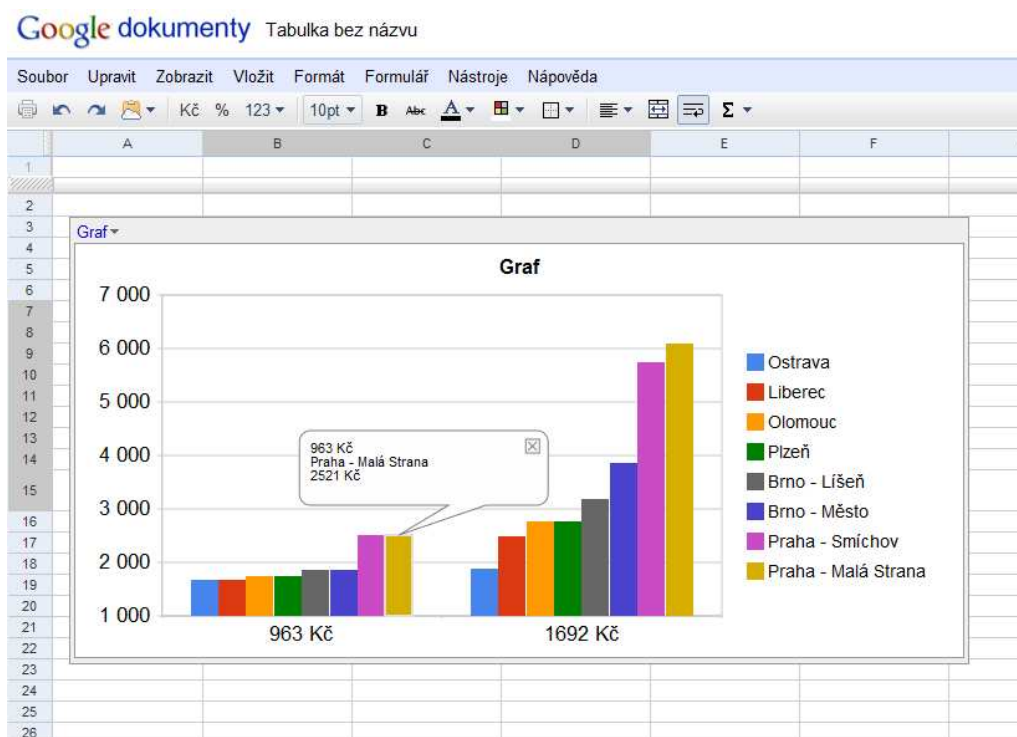 Google dokumenty Tabulka bez názvu
Soubor Upravit Zobrazit Vložit Formát Formulář Nástroje Nápověda
Kč % 123 10pt B Abc A Σ
A B C D E F
1
2
3
4
5
6
7
8
9
10
11
12
13
14
15
16
17
18
19
20
21
22
23
24
25
26
Graf
Graf
7 000
6 000
5 000
4 000
3 000
2 000
1 000
963 Kč
Praha - Malá Strana
2521 Kč
963 Kč 1692 Kč
Ostrava
Liberec
Olomouc
Plzeň
Brno - Líšeň
Brno - Město
Praha - Smíchov
Praha - Malá Strana